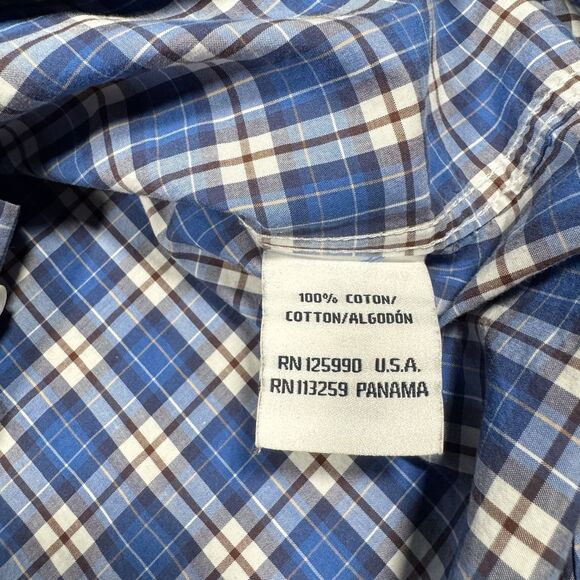 100% COTON/
COTTON/ALGODÓN
RN 125990 U.S.A.
RN 113259 PANAMA